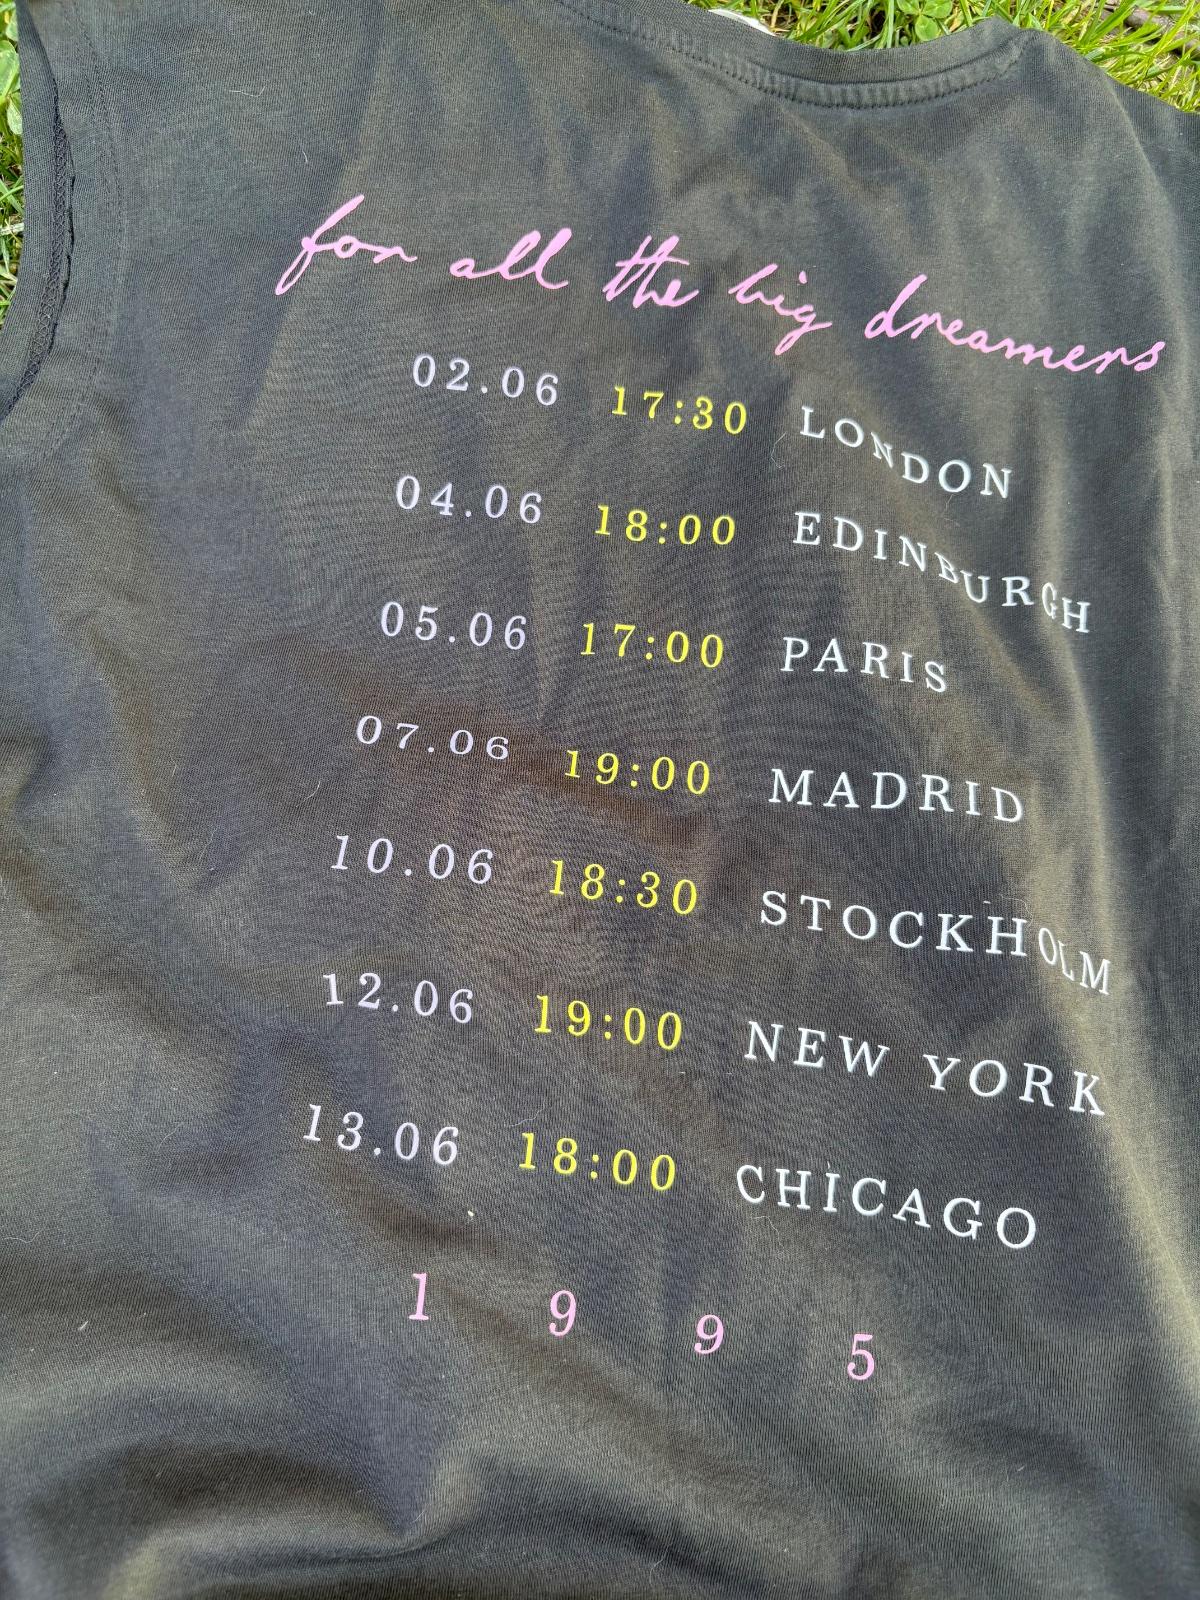 for all the big dreamers
02.06 17:30 LONDON
04.06 18:00 EDINBURGH
05.06 17:00 PARIS
07.06 19:00 MADRID
10.06 18:30 STOCKHOLM
12.06 19:00 NEW YORK
13.06 18:00 CHICAGO
1 9 9 5